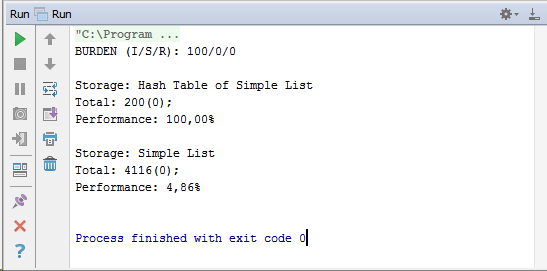 Run Run
"C:\Program ...
BURDEN (I/S/R): 100/0/0
Storage: Hash Table of Simple List
Total: 200(0);
Performance: 100,00%
Storage: Simple List
Total: 4116(0);
Performance: 4,86%
Process finished with exit code 0